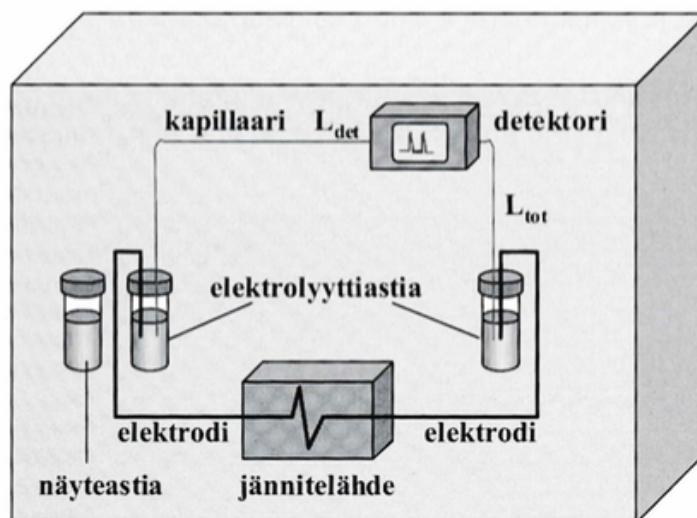 kapillaari
L_det
detektori
L_tot
elektrolyyttiastia
elektrodi
elektrodi
näyteastia
jännitelähde